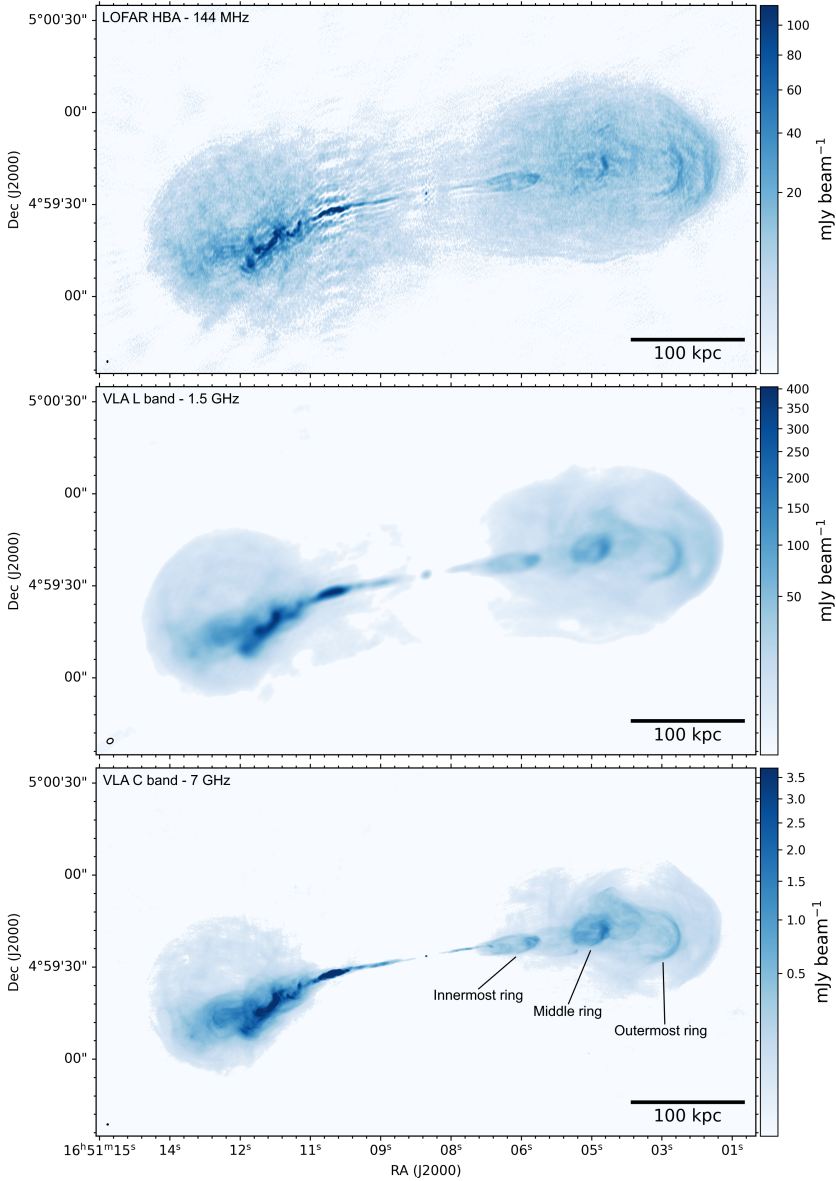 LOFAR HBA - 144 MHz
5°00'30"
00"
4°59'30"
00"
Dec (J2000)
100 kpc
100
80
60
40
20
mJy beam⁻¹
VLA L band - 1.5 GHz
5°00'30"
00"
4°59'30"
00"
Dec (J2000)
100 kpc
400
350
300
250
200
150
100
50
mJy beam⁻¹
VLA C band - 7 GHz
5°00'30"
00"
4°59'30"
00"
Dec (J2000)
Innermost ring
Middle ring
Outermost ring
100 kpc
3.5
3.0
2.5
2.0
1.5
1.0
0.5
mJy beam⁻¹
16ʰ51ᵐ15ˢ 14ˢ 12ˢ 11ˢ 09ˢ 08ˢ 06ˢ 05ˢ 03ˢ 01ˢ
RA (J2000)